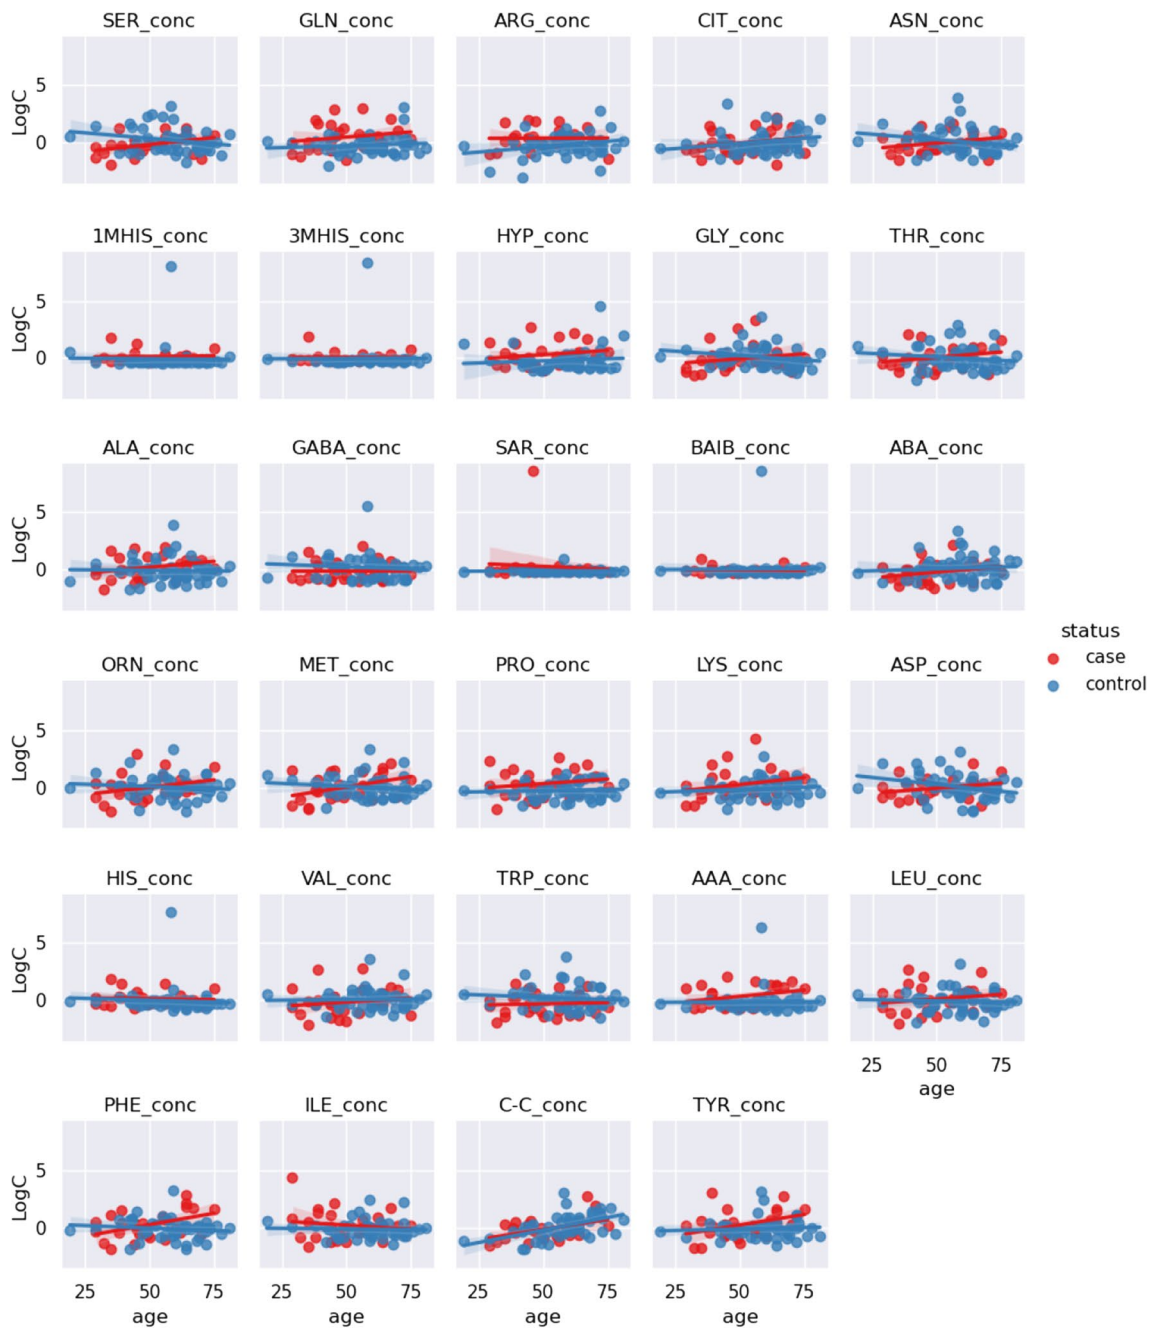 SER_conc GLN_conc ARG_conc CIT_conc ASN_conc
LogC
5
0
1MHIS_conc 3MHIS_conc HYP_conc GLY_conc THR_conc
LogC
5
0
ALA_conc GABA_conc SAR_conc BAIB_conc ABA_conc
LogC
5
0
status
case
control
ORN_conc MET_conc PRO_conc LYS_conc ASP_conc
LogC
5
0
HIS_conc VAL_conc TRP_conc AAA_conc LEU_conc
LogC
5
0
25 50 75
age
PHE_conc ILE_conc C-C_conc TYR_conc
LogC
5
0
25 50 75 25 50 75 25 50 75 25 50 75
age age age age